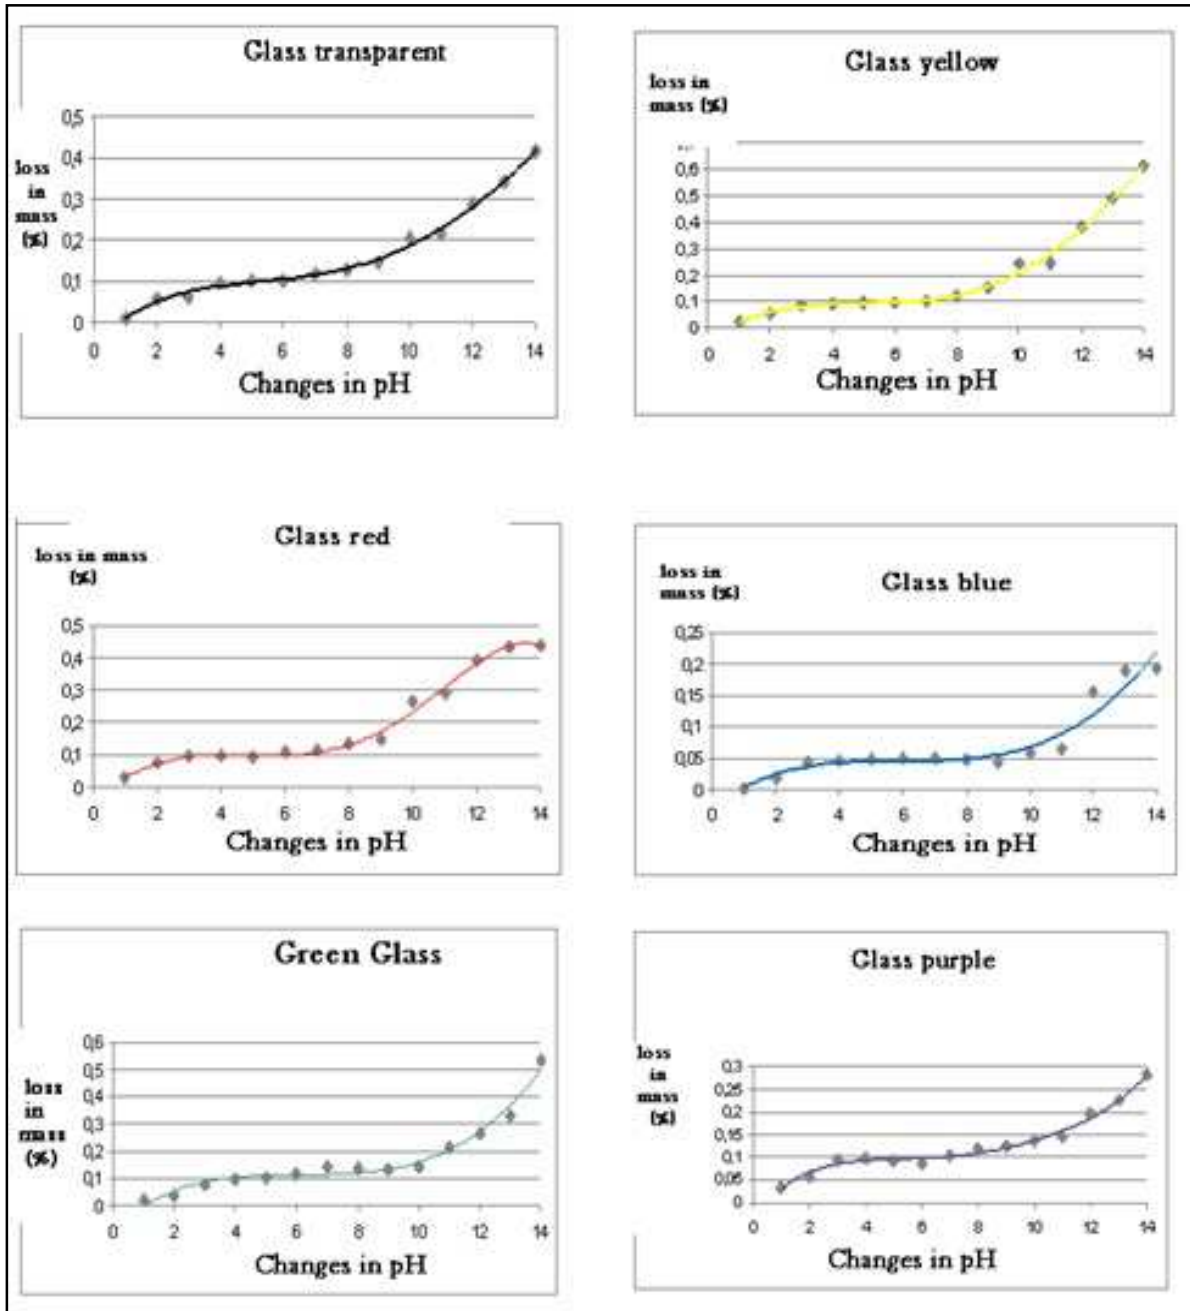 Glass transparent
loss
in
mass
(%)
0,5
0,4
0,3
0,2
0,1
0
0 2 4 6 8 10 12 14
Changes in pH
Glass yellow
loss in
mass (%)
0,6
0,5
0,4
0,3
0,2
0,1
0
0 2 4 6 8 10 12 14
Changes in pH
Glass red
loss in mass
(%)
0,5
0,4
0,3
0,2
0,1
0
0 2 4 6 8 10 12 14
Changes in pH
Glass blue
loss in
mass (%)
0,25
0,2
0,15
0,1
0,05
0
0 2 4 6 8 10 12 14
Changes in pH
Green Glass
loss
in
mass
(%)
0,6
0,5
0,4
0,3
0,2
0,1
0
0 2 4 6 8 10 12 14
Changes in pH
Glass purple
loss
in
mass
(%)
0,3
0,25
0,2
0,15
0,1
0,05
0
0 2 4 6 8 10 12 14
Changes in pH